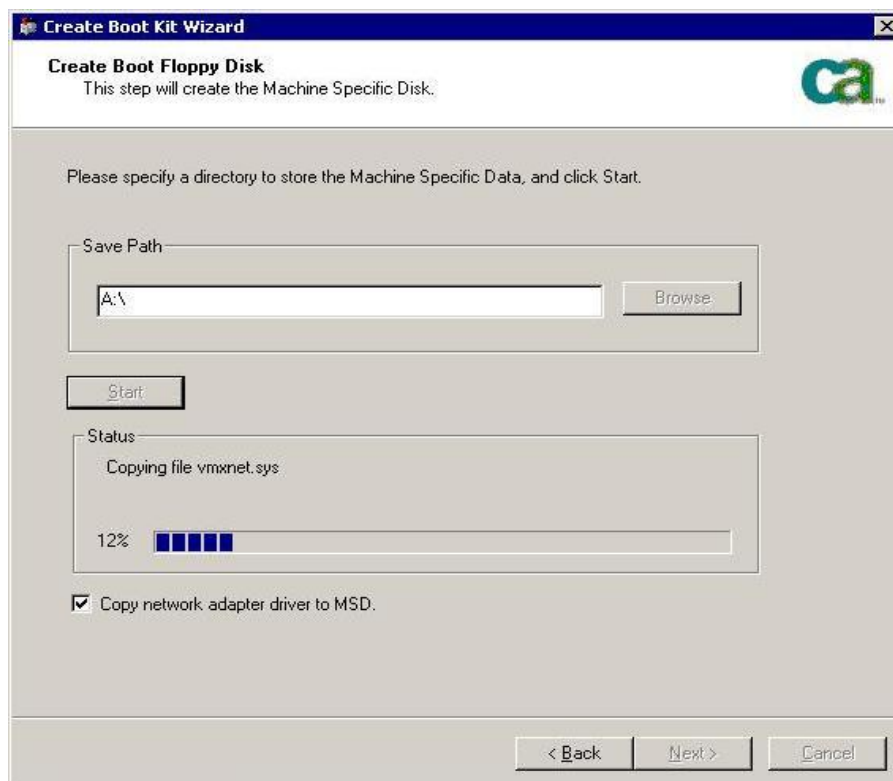 Create Boot Kit Wizard
Create Boot Floppy Disk
This step will create the Machine Specific Disk.
ca
Please specify a directory to store the Machine Specific Data, and click Start.
Save Path
A:\
Browse
Start
Status
Copying file vmxnet.sys
12%
Copy network adapter driver to MSD.
< Back
Next >
Cancel